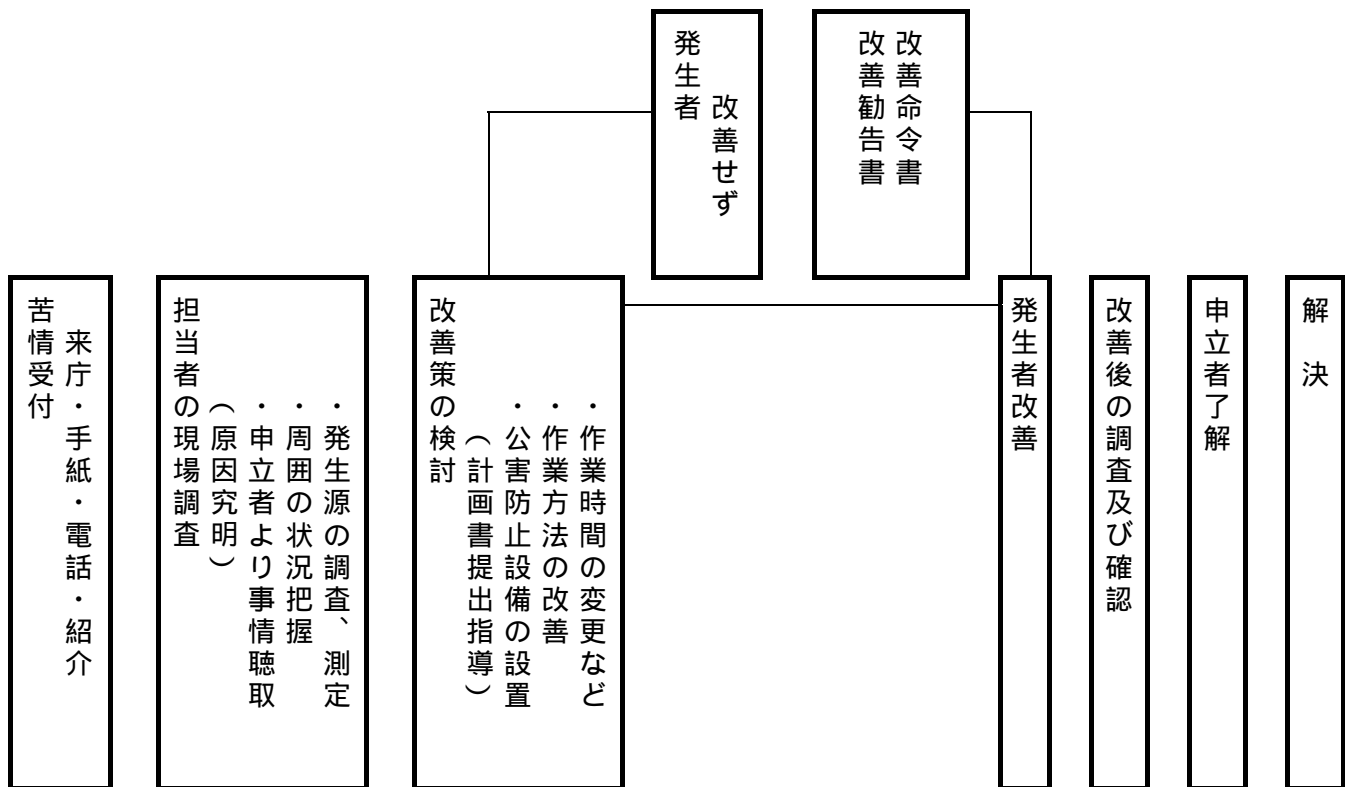 苦情受付
来庁・手紙・電話・紹介
担当者の現場調査
（原因究明）
・申立者より事情聴取
・周囲の状況把握
・発生源の調査、測定
改善策の検討
（計画書提出指導）
・公害防止設備の設置
・作業方法の改善
・作業時間の変更など
発生者
改善せず
改善勧告書
改善命令書
発生者改善
改善後の調査及び確認
申立者了解
解　決